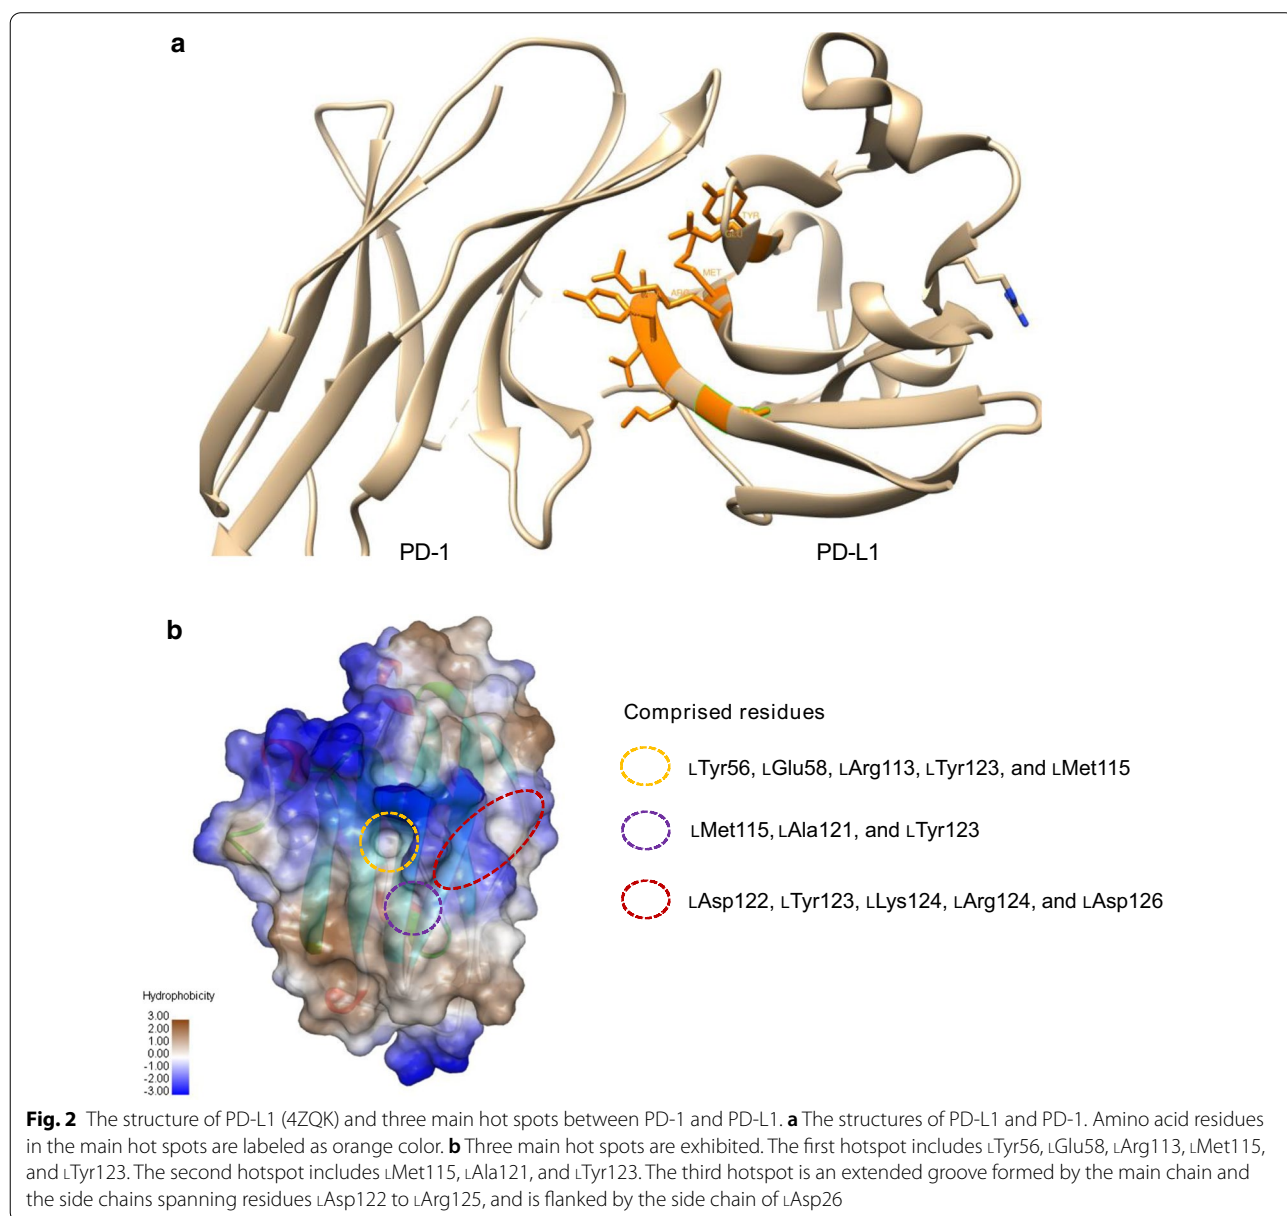 a
TYR
GLU
MET
ARG
PD-1
PD-L1
b
Comprised residues
LTyr56, LGlu58, LArg113, LTyr123, and LMet115
LMet115, LAla121, and LTyr123
LAsp122, LTyr123, LLys124, LArg124, and LAsp126
Hydrophobicity
3.00
2.00
1.00
0.00
-1.00
-2.00
-3.00
Fig. 2 The structure of PD-L1 (4ZQK) and three main hot spots between PD-1 and PD-L1. a The structures of PD-L1 and PD-1. Amino acid residues
in the main hot spots are labeled as orange color. b Three main hot spots are exhibited. The first hotspot includes LTyr56, LGlu58, LArg113, LMet115,
and LTyr123. The second hotspot includes LMet115, LAla121, and LTyr123. The third hotspot is an extended groove formed by the main chain and
the side chains spanning residues LAsp122 to LArg125, and is flanked by the side chain of LAsp26